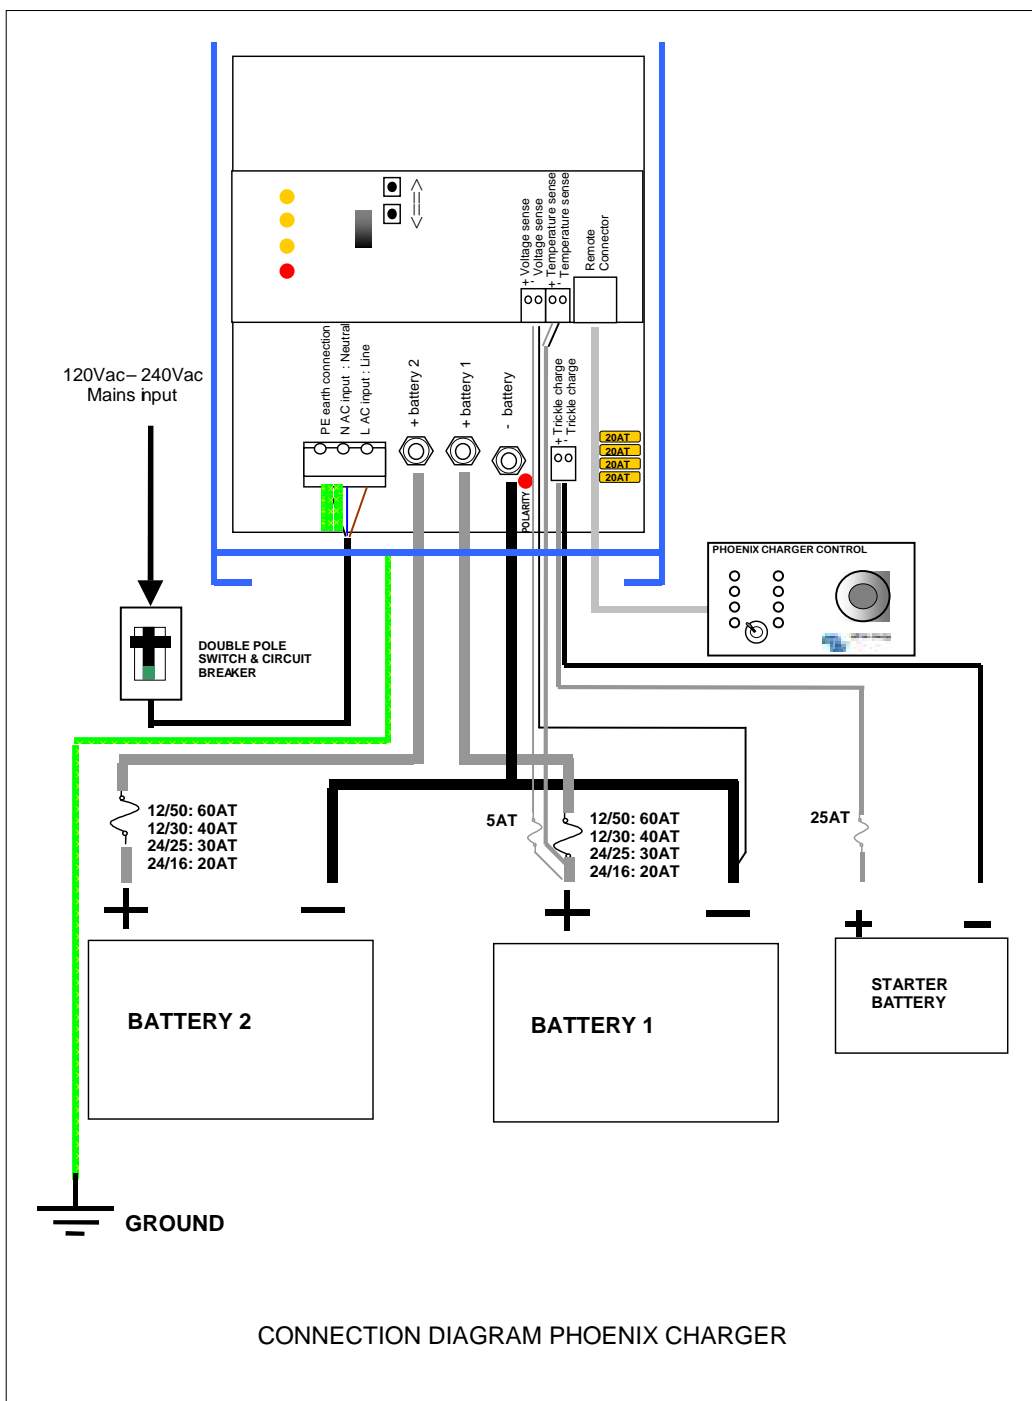 + Voltage sense
- Voltage sense
+ Temperature sense
- Temperature sense
Remote
Connector
<===>
PE earth connection
N AC input : Neutral
L AC input : Line
+ battery 2
+ battery 1
- battery
+ Trickle charge
- Trickle charge
20AT
20AT
20AT
20AT
POLARITY
120Vac– 240Vac
Mains input
PHOENIX CHARGER CONTROL
DOUBLE POLE
SWITCH & CIRCUIT
BREAKER
12/50: 60AT
12/30: 40AT
24/25: 30AT
24/16: 20AT
5AT
12/50: 60AT
12/30: 40AT
24/25: 30AT
24/16: 20AT
25AT
BATTERY 2
BATTERY 1
STARTER
BATTERY
GROUND
CONNECTION DIAGRAM PHOENIX CHARGER